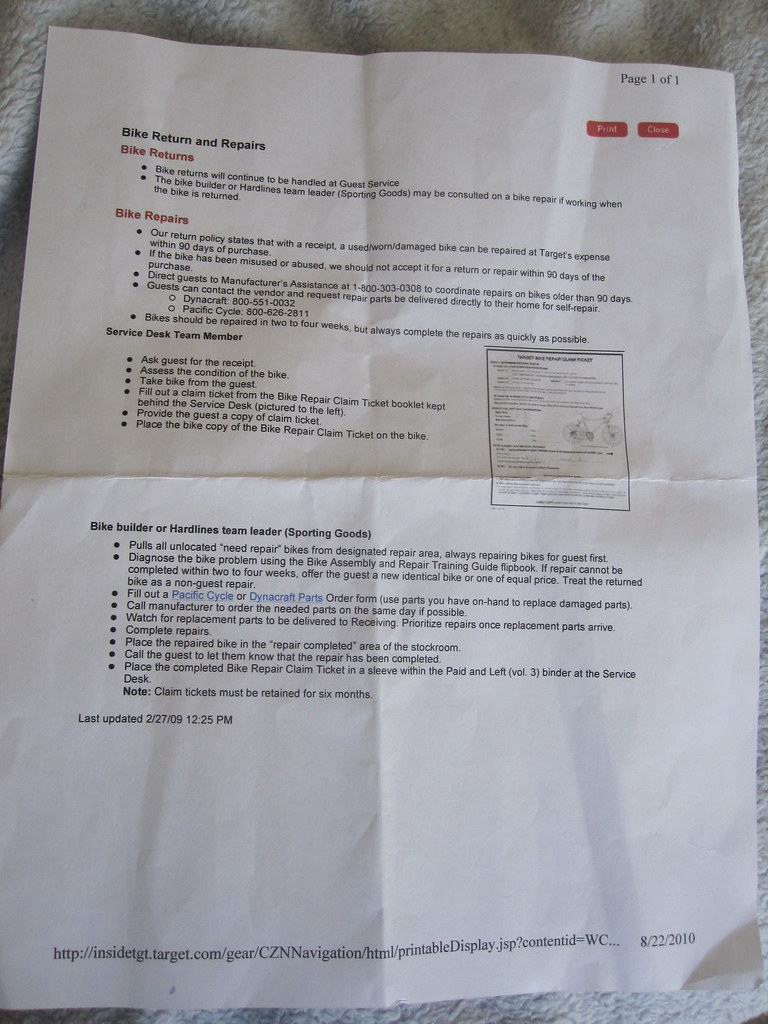 Page 1 of 1
Print Close
Bike Return and Repairs
Bike Returns
• Bike returns will continue to be handled at Guest Service
• The bike builder or Hardlines team leader (Sporting Goods) may be consulted on a bike repair if working when
the bike is returned.
Bike Repairs
• Our return policy states that with a receipt, a used/worn/damaged bike can be repaired at Target's expense
within 90 days of purchase.
• If the bike has been misused or abused, we should not accept it for a return or repair within 90 days of the
purchase.
• Direct guests to Manufacturer's Assistance at 1-800-303-0308 to coordinate repairs on bikes older than 90 days.
• Guests can contact the vendor and request repair parts be delivered directly to their home for self-repair.
○ Dynacraft: 800-551-0032
○ Pacific Cycle: 800-626-2811
• Bikes should be repaired in two to four weeks, but always complete the repairs as quickly as possible.
Service Desk Team Member
• Ask guest for the receipt.
• Assess the condition of the bike.
• Take bike from the guest.
• Fill out a claim ticket from the Bike Repair Claim Ticket booklet kept
behind the Service Desk (pictured to the left).
• Provide the guest a copy of claim ticket.
• Place the bike copy of the Bike Repair Claim Ticket on the bike.
TARGET BIKE REPAIR CLAIM TICKET
Bike builder or Hardlines team leader (Sporting Goods)
• Pulls all unlocated "need repair" bikes from designated repair area, always repairing bikes for guest first.
• Diagnose the bike problem using the Bike Assembly and Repair Training Guide flipbook. If repair cannot be
completed within two to four weeks, offer the guest a new identical bike or one of equal price. Treat the returned
bike as a non-guest repair.
• Fill out a Pacific Cycle or Dynacraft Parts Order form (use parts you have on-hand to replace damaged parts).
• Call manufacturer to order the needed parts on the same day if possible.
• Watch for replacement parts to be delivered to Receiving. Prioritize repairs once replacement parts arrive.
• Complete repairs.
• Place the repaired bike in the "repair completed" area of the stockroom.
• Call the guest to let them know that the repair has been completed.
• Place the completed Bike Repair Claim Ticket in a sleeve within the Paid and Left (vol. 3) binder at the Service
Desk.
Note: Claim tickets must be retained for six months.
Last updated 2/27/09 12:25 PM
http://insidetgt.target.com/gear/CZNNavigation/html/printableDisplay.jsp?contentid=WC... 8/22/2010